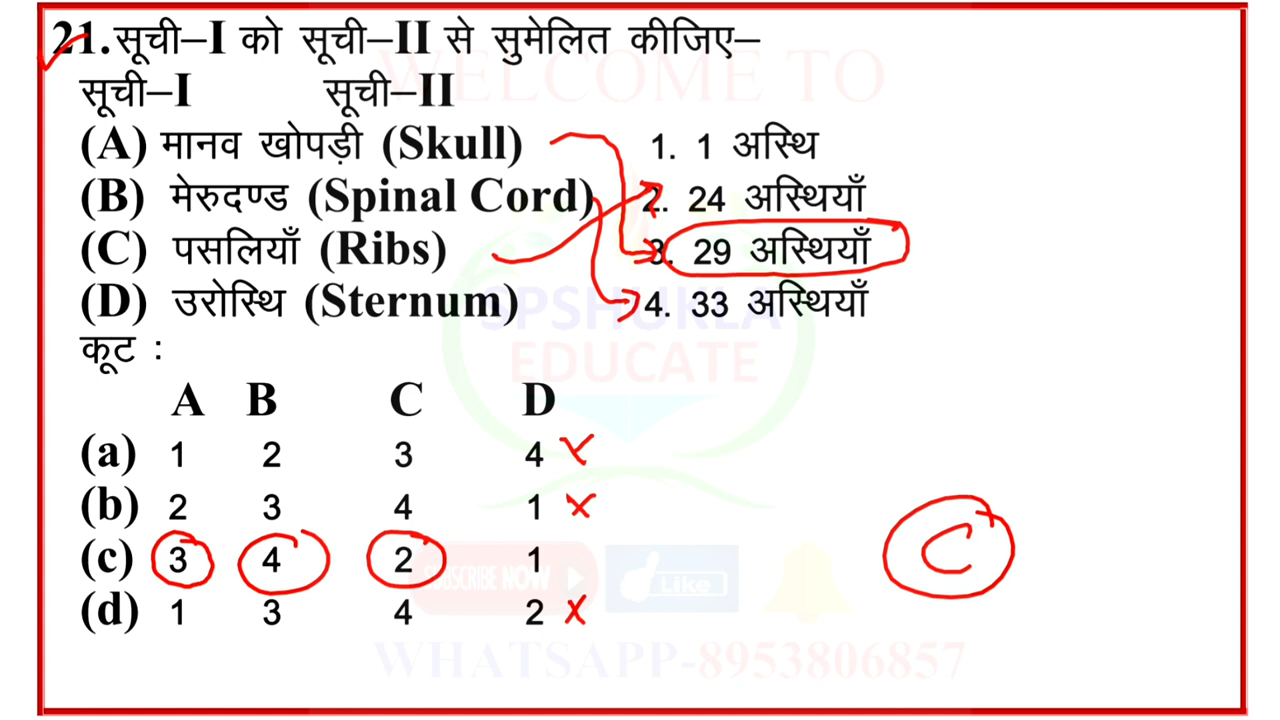 WELCOME TO
21. सूची–I को सूची–II से सुमेलित कीजिए–
सूची–I सूची–II
(A) मानव खोपड़ी (Skull) 1. 1 अस्थि
(B) मेरुदण्ड (Spinal Cord) 2. 24 अस्थियाँ
(C) पसलियाँ (Ribs) 3. 29 अस्थियाँ
(D) उरोस्थि (Sternum) 4. 33 अस्थियाँ
SPSHUKLA
EDUCATE
कूट :
A B C D
(a) 1 2 3 4
(b) 2 3 4 1
(c) 3 4 2 1
C
SUBSCRIBE NOW
Like
(d) 1 3 4 2
WHATSAPP-8953806857